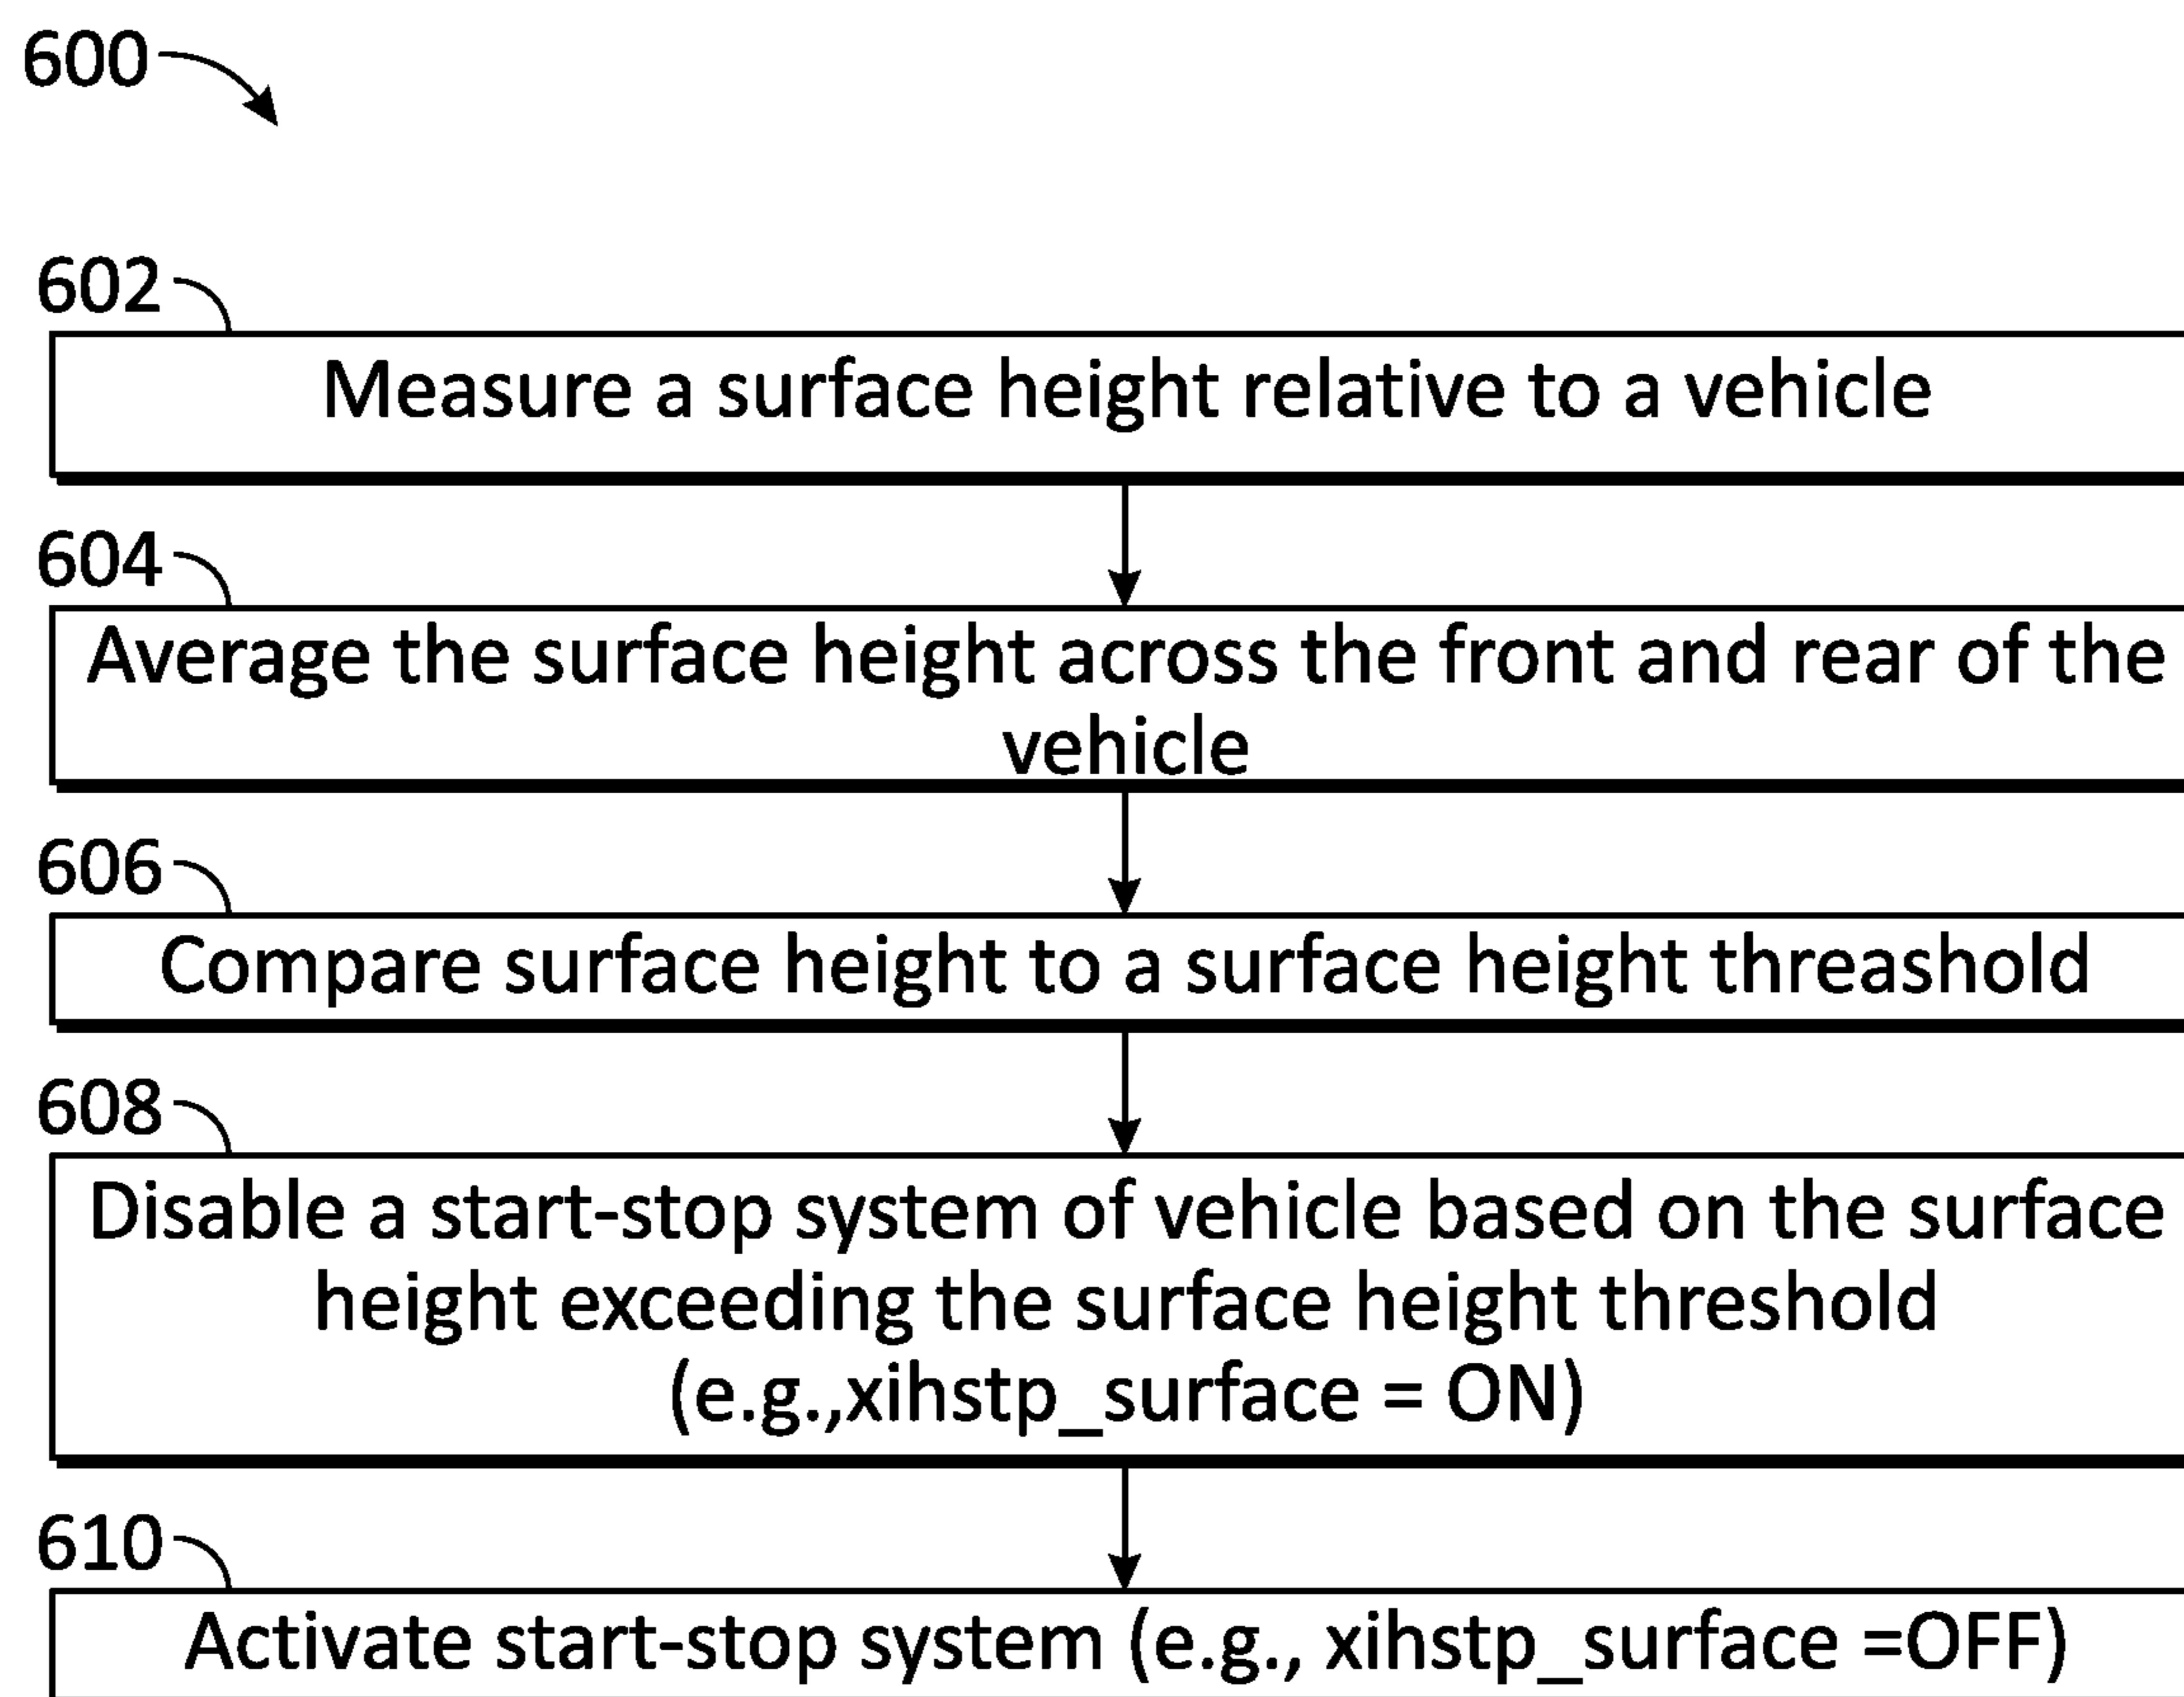 600
602
Measure a surface height relative to a vehicle
604
Average the surface height across the front and rear of the
vehicle
606
Compare surface height to a surface height threashold
608
Disable a start-stop system of vehicle based on the surface
height exceeding the surface height threshold
(e.g.,xihstp_surface = ON)
610
Activate start-stop system (e.g., xihstp_surface =OFF)